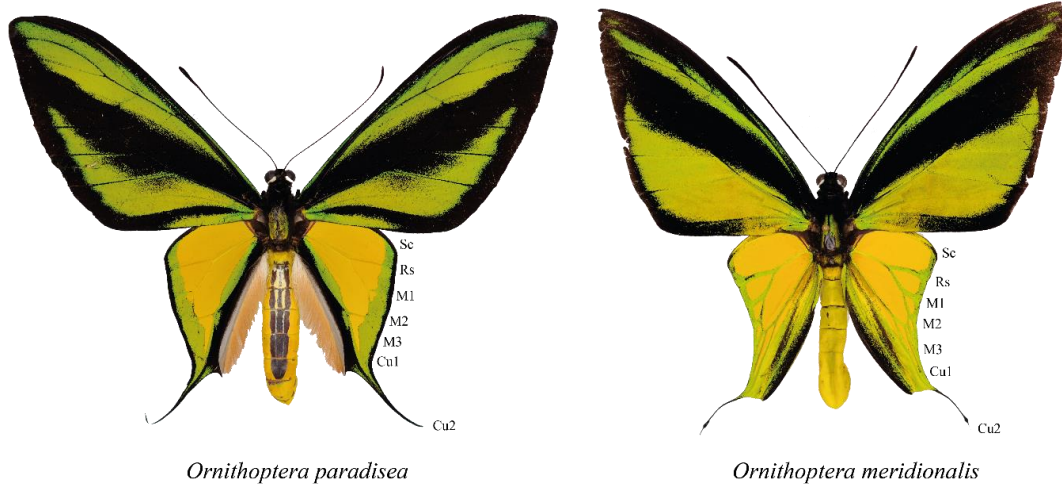 Sc
Rs
M1
M2
M3
Cu1
Cu2
Sc
Rs
M1
M2
M3
Cu1
Cu2
Ornithoptera paradisea
Ornithoptera meridionalis